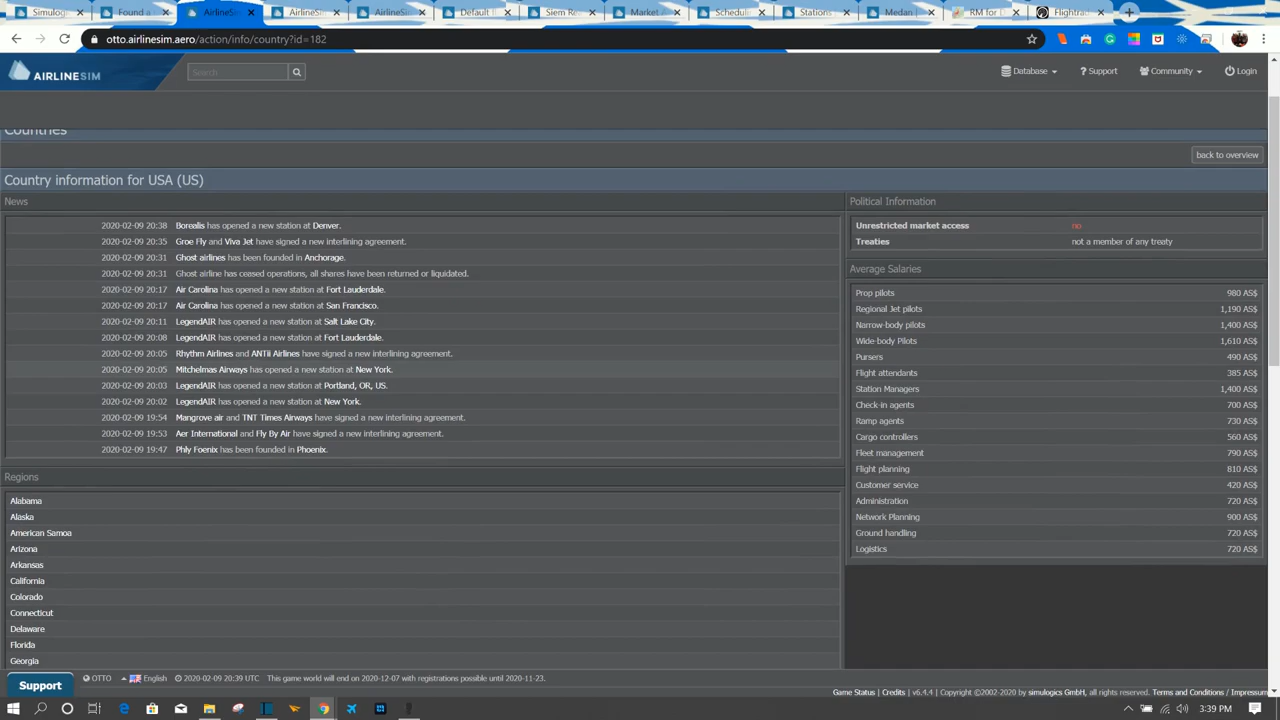 Simulog
Found a
AirlineSi
AirlineSi
AirlineSi
Default I
Siem Re
Market A
Schedul
Stations
Medan
RM for D
Flightra
otto.airlinesim.aero/action/info/country?id=182
AIRLINESIM
Search
Database
? Support
Community
Login
Countries
back to overview
Country information for USA (US)
News
2020-02-09 20:38 Borealis has opened a new station at Denver.
2020-02-09 20:35 Groe Fly and Viva Jet have signed a new interlining agreement.
2020-02-09 20:31 Ghost airlines has been founded in Anchorage.
2020-02-09 20:31 Ghost airline has ceased operations, all shares have been returned or liquidated.
2020-02-09 20:17 Air Carolina has opened a new station at Fort Lauderdale.
2020-02-09 20:17 Air Carolina has opened a new station at San Francisco.
2020-02-09 20:11 LegendAIR has opened a new station at Salt Lake City.
2020-02-09 20:08 LegendAIR has opened a new station at Fort Lauderdale.
2020-02-09 20:05 Rhythm Airlines and ANTii Airlines have signed a new interlining agreement.
2020-02-09 20:05 Mitchelmas Airways has opened a new station at New York.
2020-02-09 20:03 LegendAIR has opened a new station at Portland, OR, US.
2020-02-09 20:02 LegendAIR has opened a new station at New York.
2020-02-09 19:54 Mangrove air and TNT Times Airways have signed a new interlining agreement.
2020-02-09 19:53 Aer International and Fly By Air have signed a new interlining agreement.
2020-02-09 19:47 Phly Foenix has been founded in Phoenix.
Political Information
Unrestricted market access no
Treaties not a member of any treaty
Average Salaries
Prop pilots 980 AS$
Regional Jet pilots 1,190 AS$
Narrow-body pilots 1,400 AS$
Wide-body Pilots 1,610 AS$
Pursers 490 AS$
Flight attendants 385 AS$
Station Managers 1,400 AS$
Check-in agents 700 AS$
Ramp agents 730 AS$
Cargo controllers 560 AS$
Fleet management 790 AS$
Flight planning 810 AS$
Customer service 420 AS$
Administration 720 AS$
Network Planning 900 AS$
Ground handling 720 AS$
Logistics 720 AS$
Regions
Alabama
Alaska
American Samoa
Arizona
Arkansas
California
Colorado
Connecticut
Delaware
Florida
Georgia
Support
OTTO English 2020-02-09 20:39 UTC This game world will end on 2020-12-07 with registrations possible until 2020-11-23.
Game Status | Credits | v6.4.4 | Copyright ©2002-2020 by simulogics GmbH, all rights reserved. Terms and Conditions / Impressum
3:39 PM